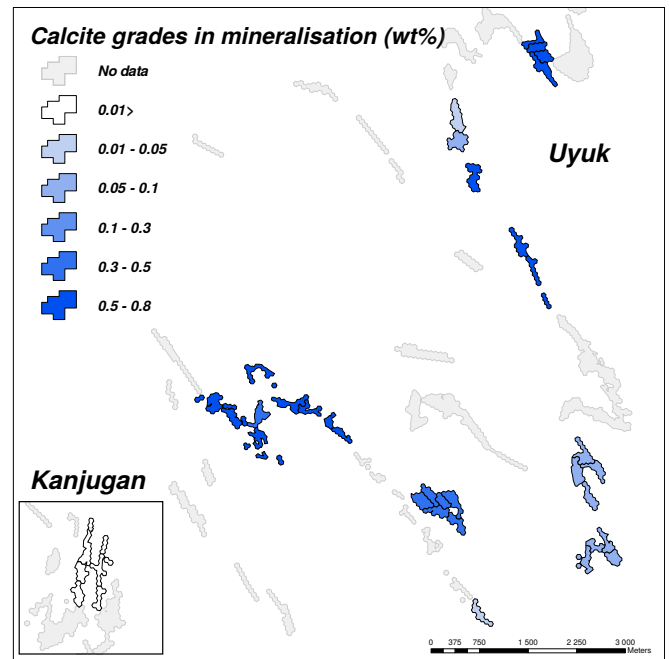 Calcite grades in mineralisation (wt%)
No data
0.01>
0.01 - 0.05
0.05 - 0.1
0.1 - 0.3
0.3 - 0.5
0.5 - 0.8
Uyuk
Kanjugan
0 375 750 1 500 2 250 3 000
Meters